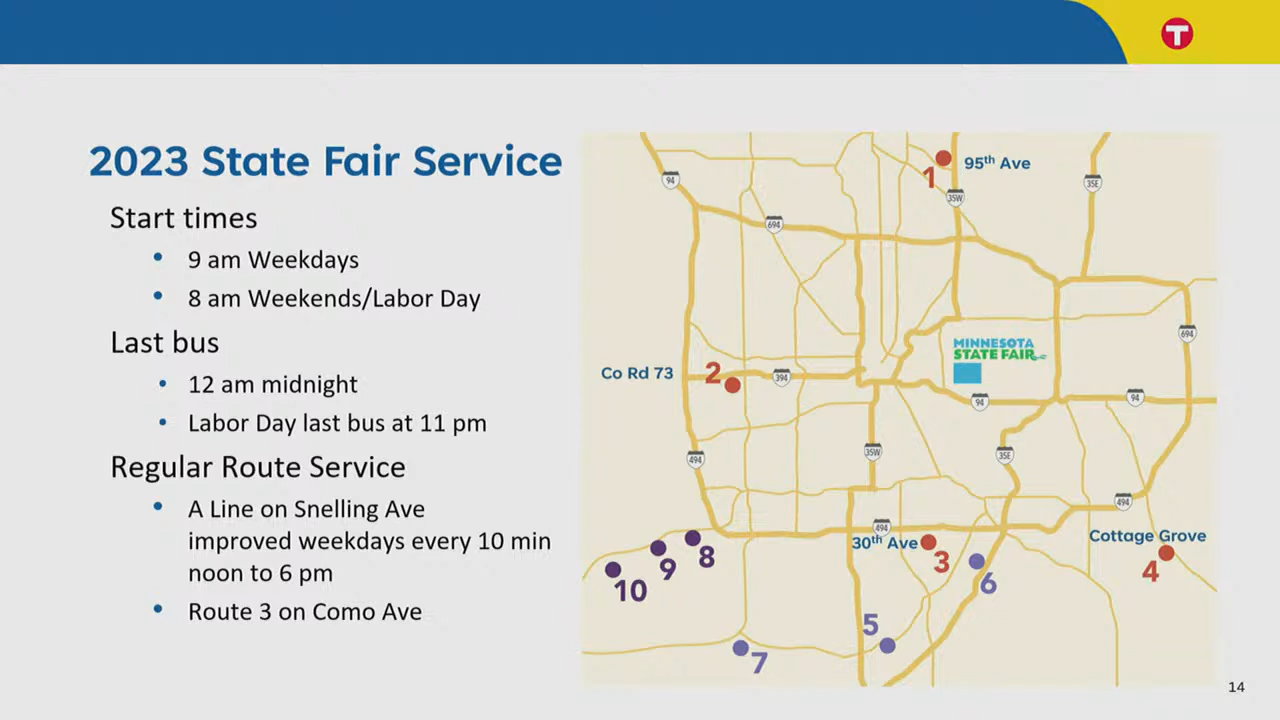 T
2023 State Fair Service
Start times
• 9 am Weekdays
• 8 am Weekends/Labor Day
Last bus
• 12 am midnight
• Labor Day last bus at 11 pm
Regular Route Service
• A Line on Snelling Ave
improved weekdays every 10 min
noon to 6 pm
• Route 3 on Como Ave
95th Ave
1
94
35E
35W
694
694
MINNESOTA
STATE FAIR
Co Rd 73
2
394
94
94
494
35W
35E
494
494
30th Ave
3
Cottage Grove
4
8
9
10
6
5
7
14